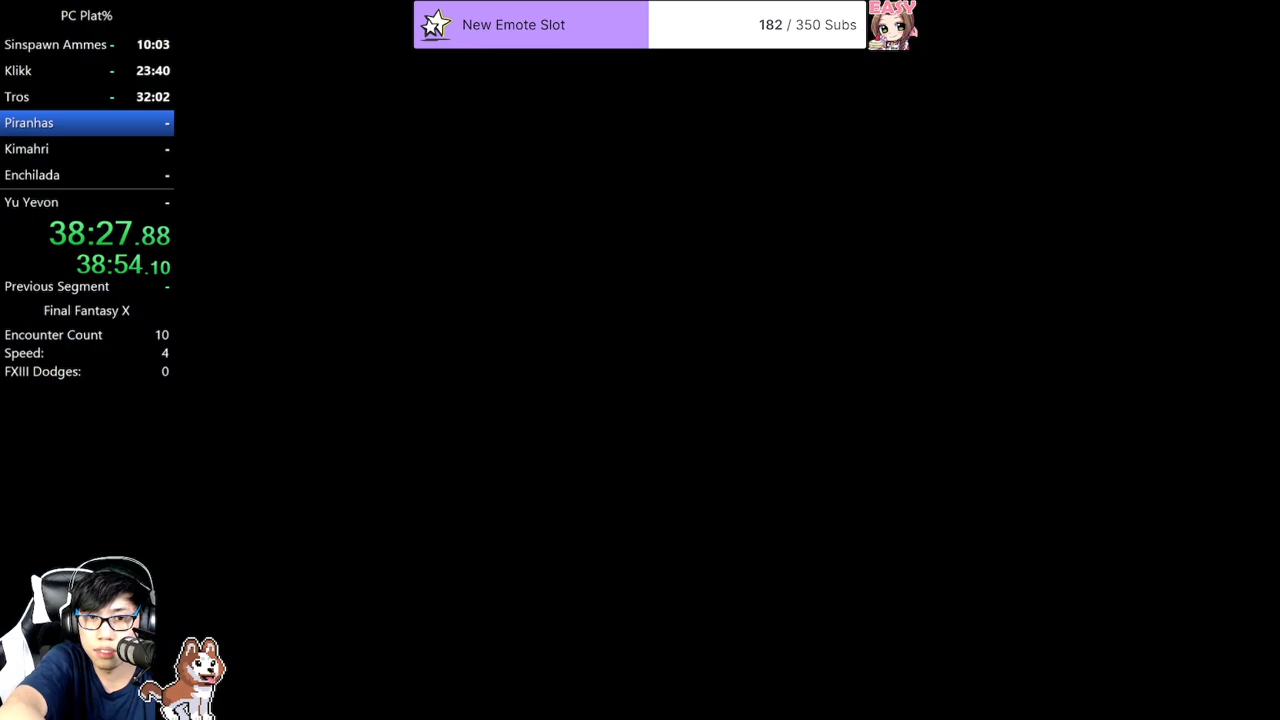 PC Plat%
Sinspawn Ammes - 10:03
Klikk - 23:40
Tros - 32:02
Piranhas -
Kimahri -
Enchilada -
Yu Yevon -
38:27.88
38:54.10
Previous Segment -
Final Fantasy X
Encounter Count 10
Speed: 4
FXIII Dodges: 0
New Emote Slot 182 / 350 Subs
EASY